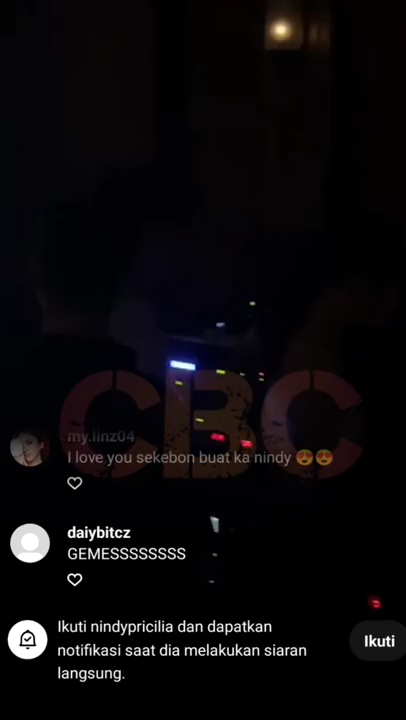 CBC
my.linz04
I love you sekebon buat ka nindy 😍😍
daiybitcz
GEMESSSSSSSS
Ikuti nindypricilia dan dapatkan
notifikasi saat dia melakukan siaran
langsung.
Ikuti